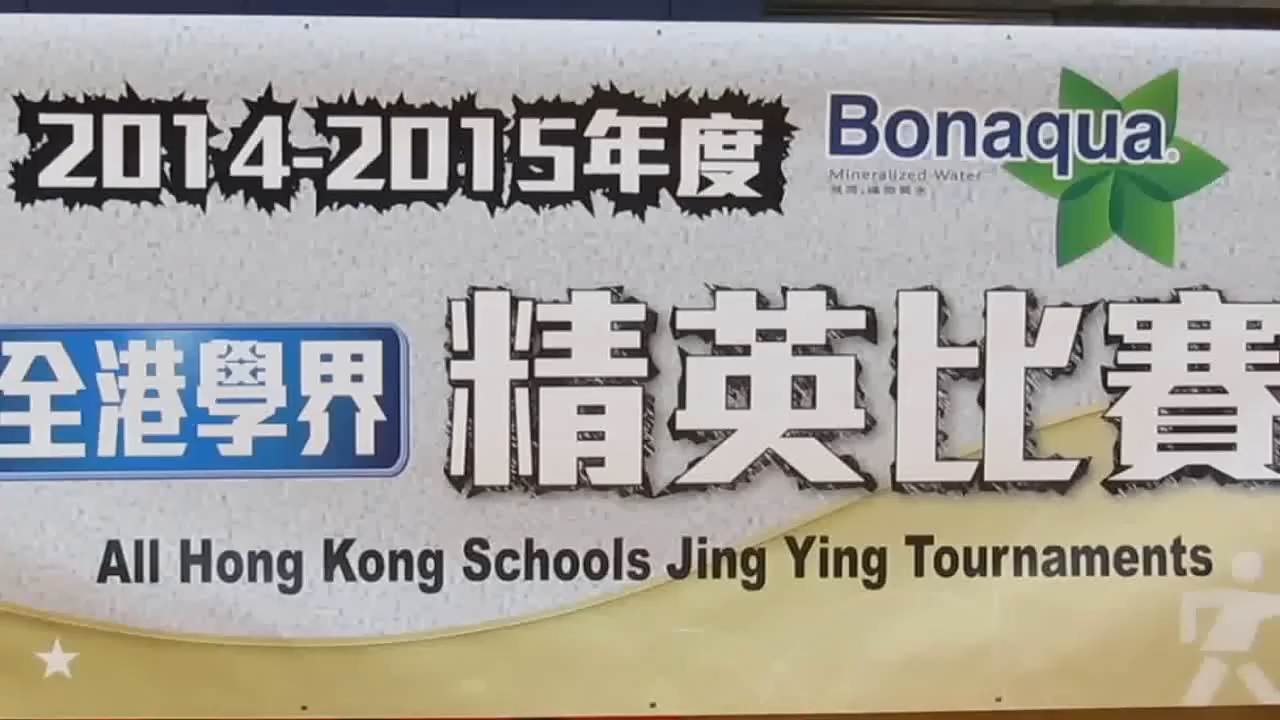 2014-2015年度
Bonaqua
Mineralized Water
全港學界
精英比賽
All Hong Kong Schools Jing Ying Tournaments